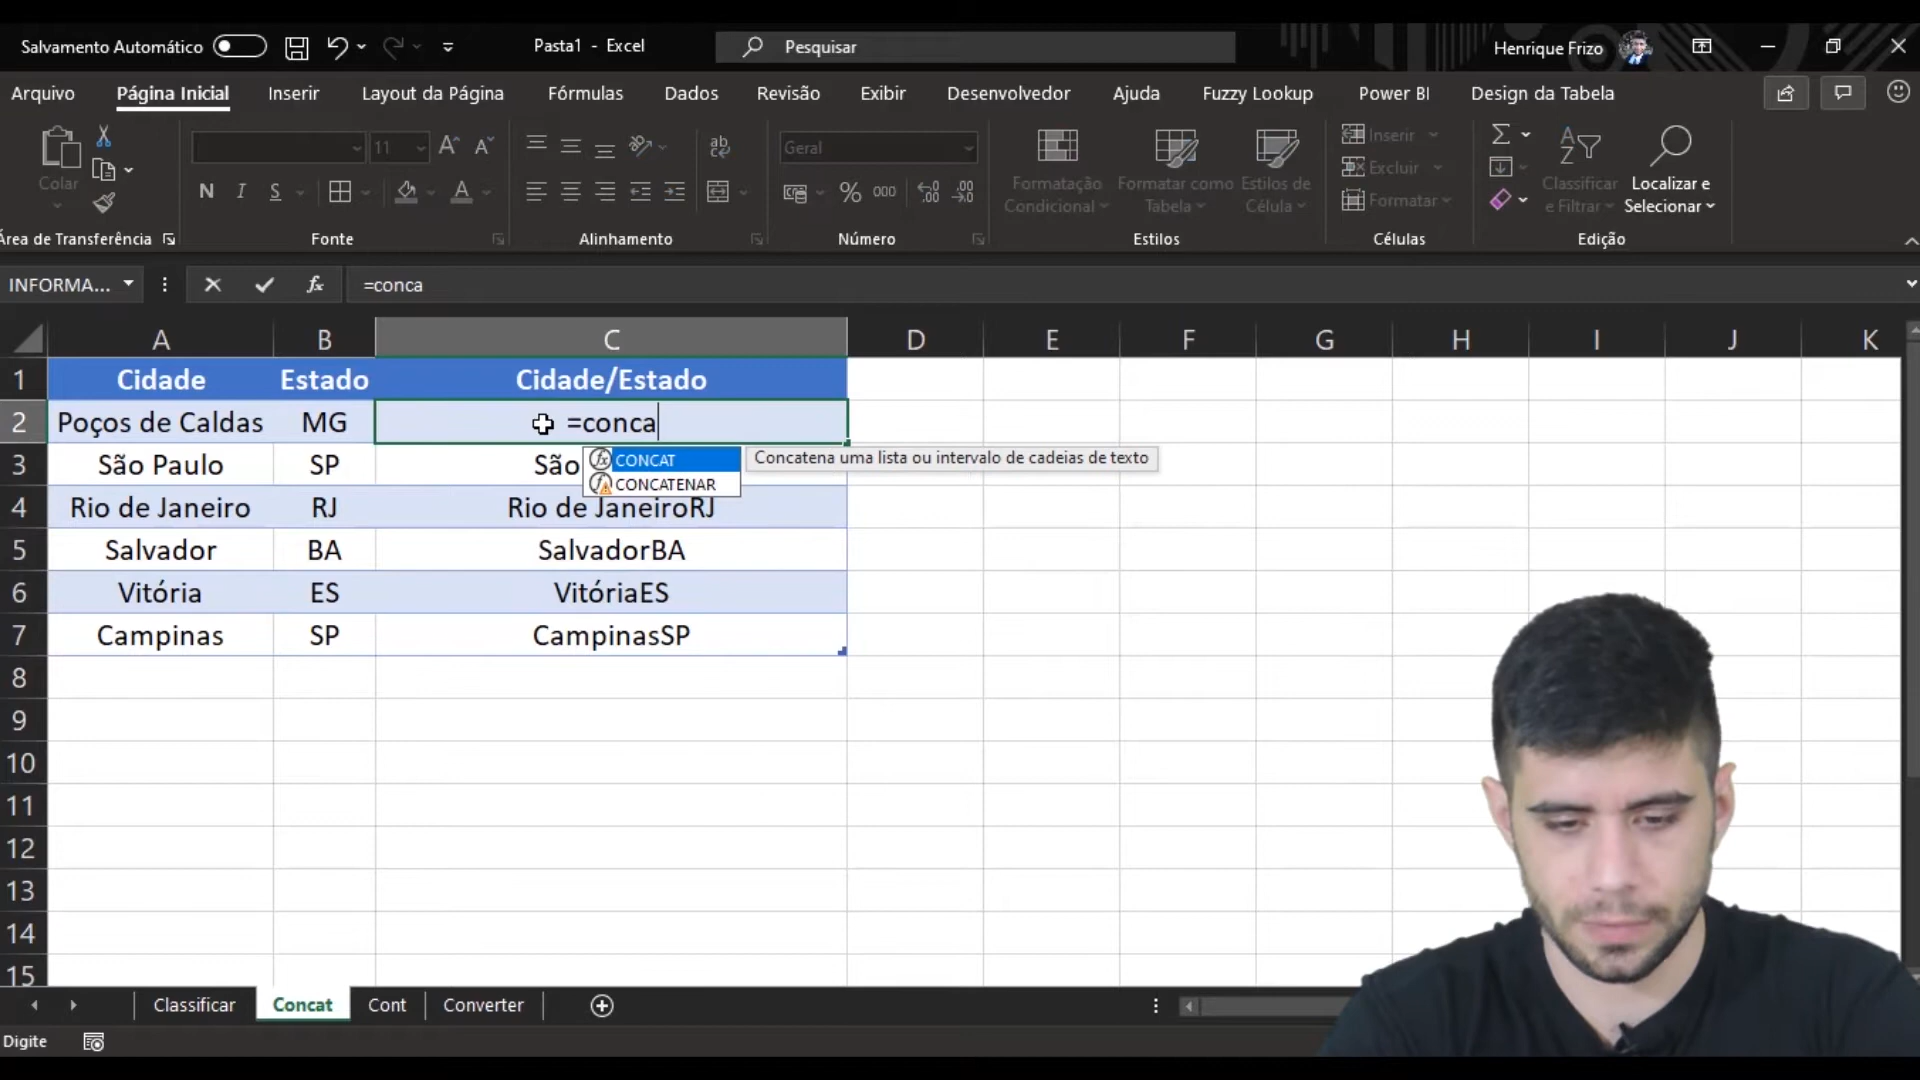 Salvamento Automático
Pasta1 - Excel
Pesquisar
Henrique Frizo
Arquivo
Página Inicial
Inserir
Layout da Página
Fórmulas
Dados
Revisão
Exibir
Desenvolvedor
Ajuda
Fuzzy Lookup
Power BI
Design da Tabela
Colar
11
N I S
ab
Geral
% 000
Formatação Condicional
Formatar como Tabela
Estilos de Célula
Inserir
Excluir
Formatar
Classificar e Filtrar
Localizar e Selecionar
Área de Transferência
Fonte
Alinhamento
Número
Estilos
Células
Edição
INFORMA...
fx
=conca
A B C D E F G H I J K
1 Cidade Estado Cidade/Estado
2 Poços de Caldas MG =conca
CONCAT
Concatena uma lista ou intervalo de cadeias de texto
CONCATENAR
3 São Paulo SP São
4 Rio de Janeiro RJ Rio de JaneiroRJ
5 Salvador BA SalvadorBA
6 Vitória ES VitóriaES
7 Campinas SP CampinasSP
8
9
10
11
12
13
14
15
Classificar
Concat
Cont
Converter
Digite